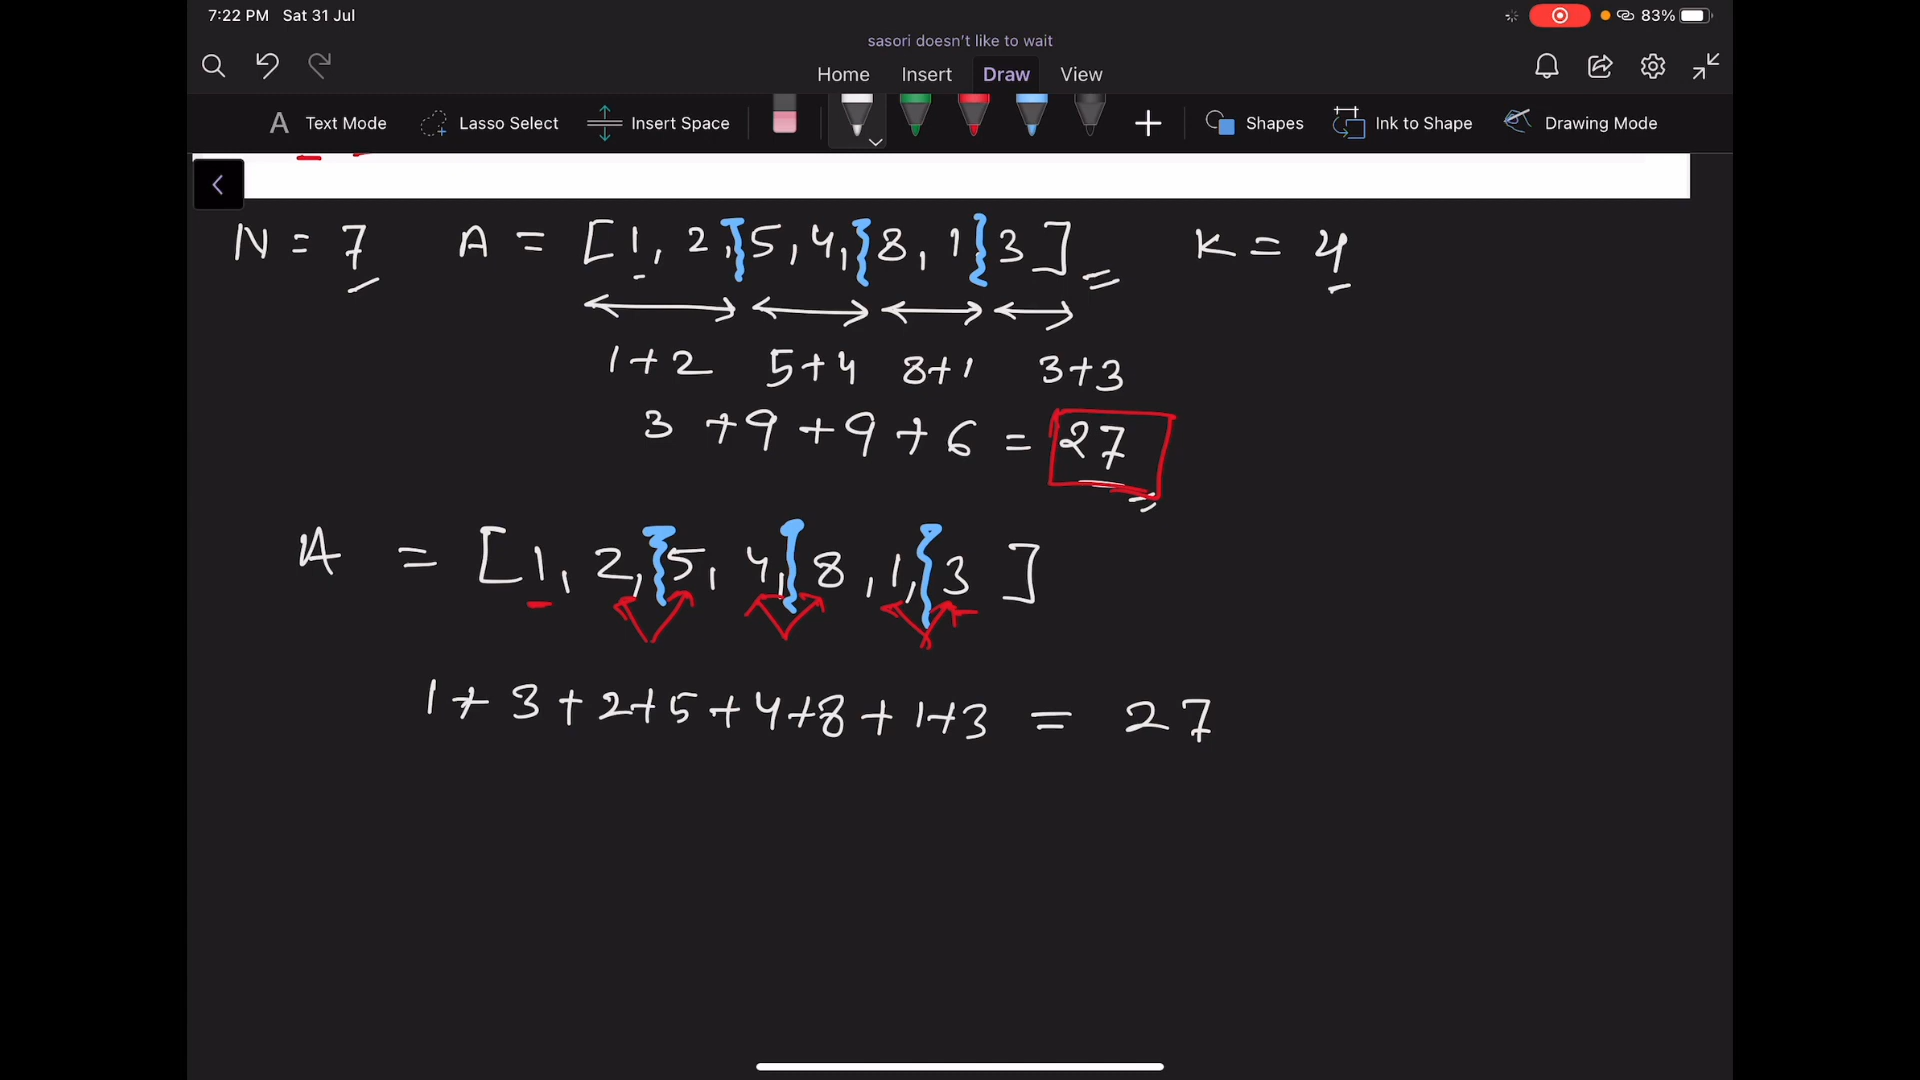 7:22 PM Sat 31 Jul
83%
sasori doesn't like to wait
Home Insert Draw View
Text Mode Lasso Select Insert Space Shapes Ink to Shape Drawing Mode
N = 7 A = [1, 2, 5, 4, 8, 1, 3] K = 4
1+2 5+4 8+1 3+3
3 +9 +9 +6 = 27
A = [1, 2, 5, 4, 8, 1, 3]
1 + 3 + 2+5 + 4+8 + 1+3 = 27